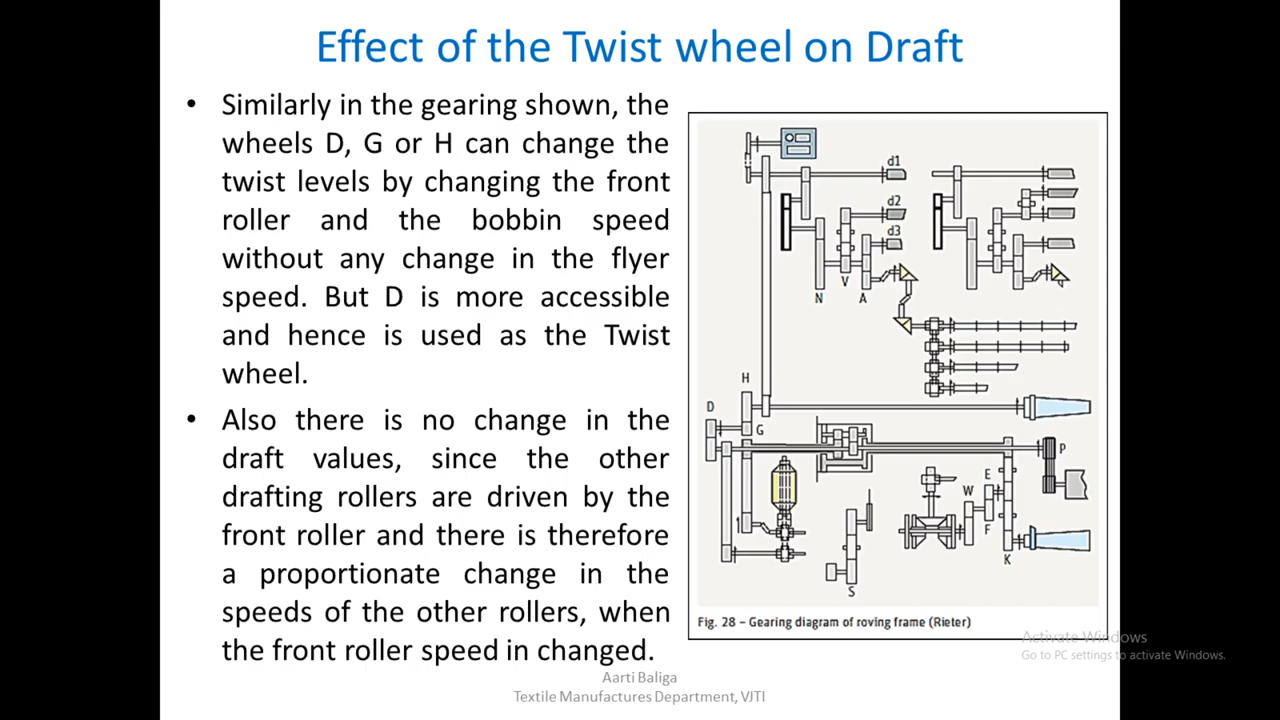 Effect of the Twist wheel on Draft
• Similarly in the gearing shown, the
wheels D, G or H can change the
twist levels by changing the front
roller and the bobbin speed
without any change in the flyer
speed. But D is more accessible
and hence is used as the Twist
wheel.
• Also there is no change in the
draft values, since the other
drafting rollers are driven by the
front roller and there is therefore
a proportionate change in the
speeds of the other rollers, when
the front roller speed in changed.
d1
d2
d3
V
N
A
H
D
G
P
E
W
F
K
S
Fig. 28 – Gearing diagram of roving frame (Rieter)
Activate Windows
Go to PC settings to activate Windows.
Aarti Baliga
Textile Manufactures Department, VJTI